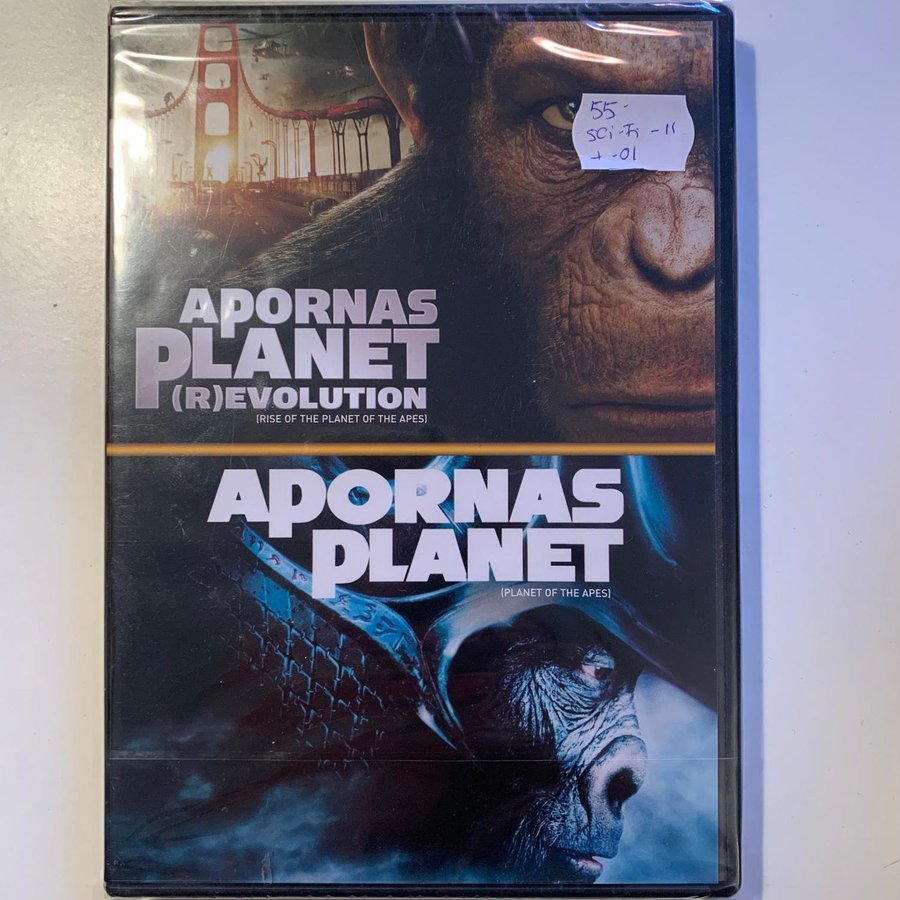 55-
Sci-Fi -11
+ -01
APORNAS
PLANET
(R)EVOLUTION
(RISE OF THE PLANET OF THE APES)
APORNAS
PLANET
(PLANET OF THE APES)